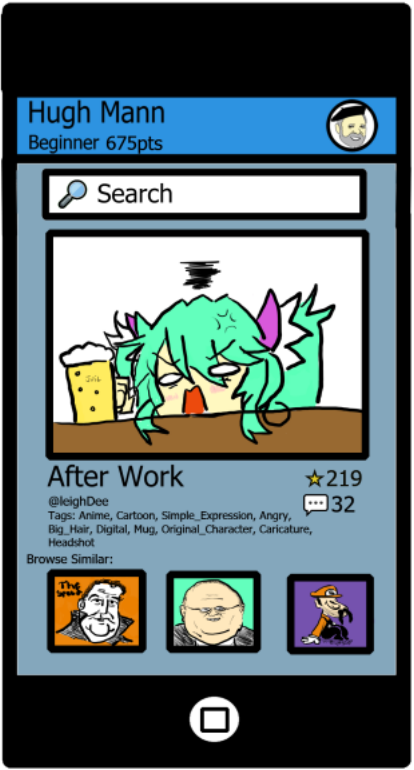 Hugh Mann
Beginner 675pts
Search
After Work
219
@leighDee
32
Tags: Anime, Cartoon, Simple_Expression, Angry,
Big_Hair, Digital, Mug, Original_Character, Caricature,
Headshot
Browse Similar:
The